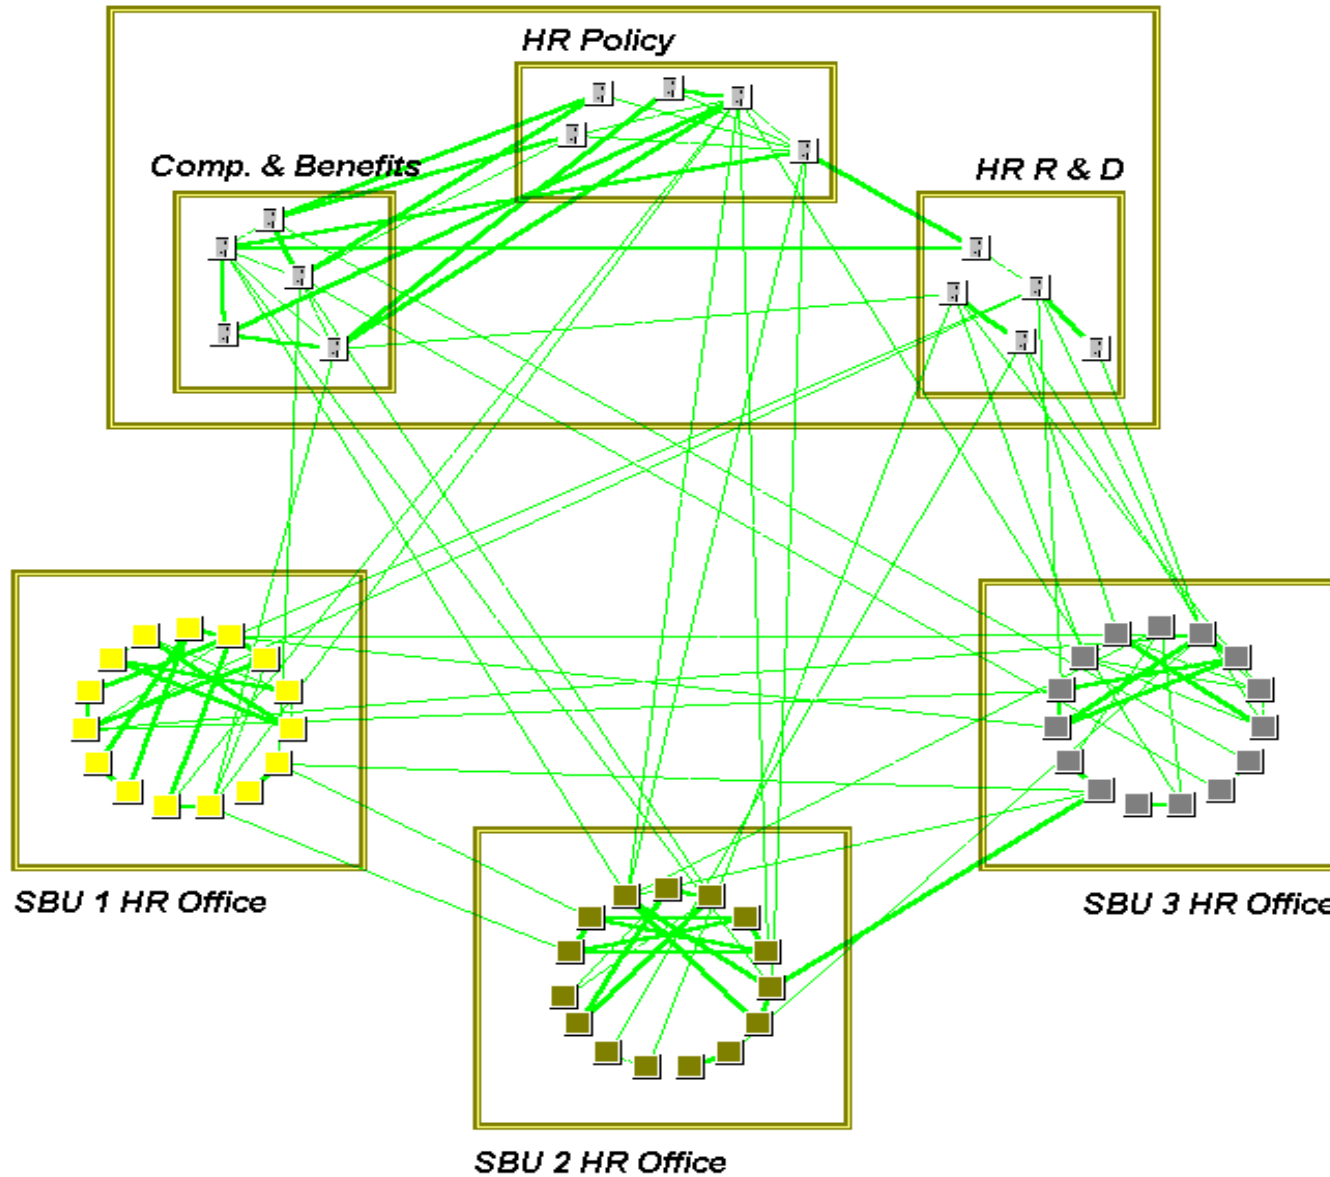 HR Policy
Comp. & Benefits
HR R & D
SBU 1 HR Office
SBU 3 HR Office
SBU 2 HR Office